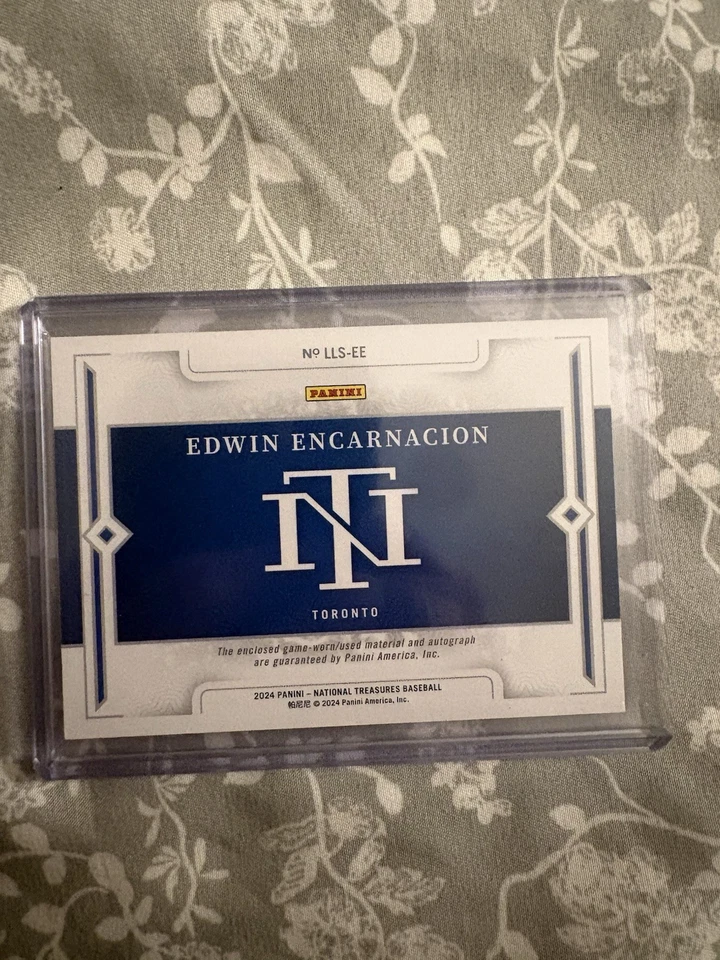 Nº LLS-EE
PANINI
EDWIN ENCARNACION
NT
TORONTO
The enclosed game-worn/used material and autograph
are guaranteed by Panini America, Inc.
2024 PANINI – NATIONAL TREASURES BASEBALL
帕尼尼 © 2024 Panini America, Inc.